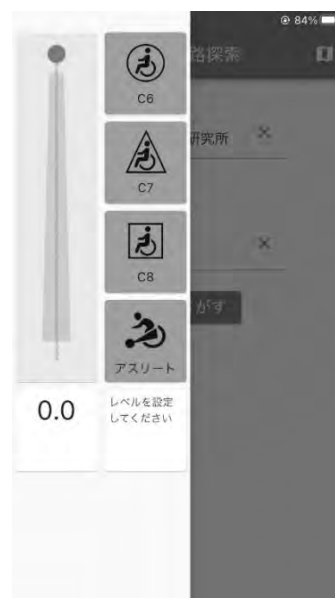 84%
路探索
C6
研究所
C7
C8
がす
アスリート
0.0
レベルを設定
してください